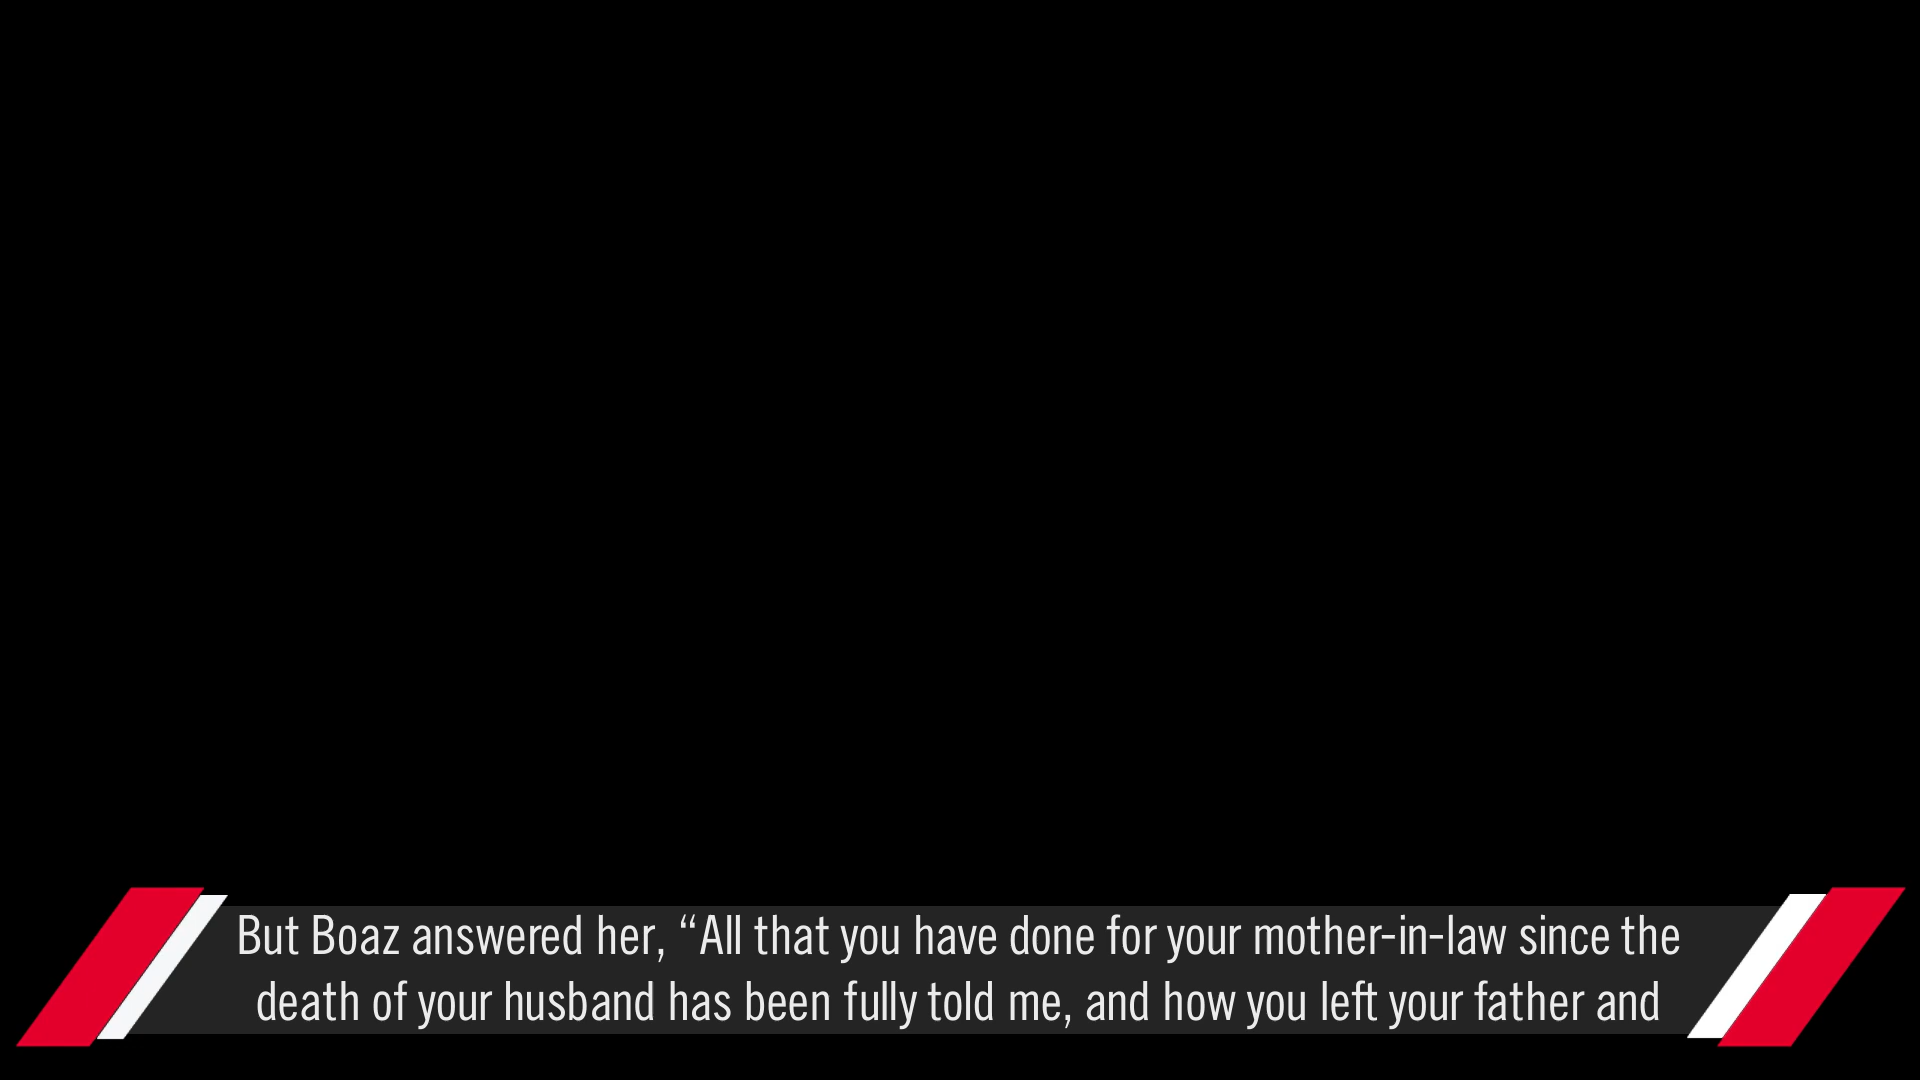 But Boaz answered her, “All that you have done for your mother-in-law since the
death of your husband has been fully told me, and how you left your father and